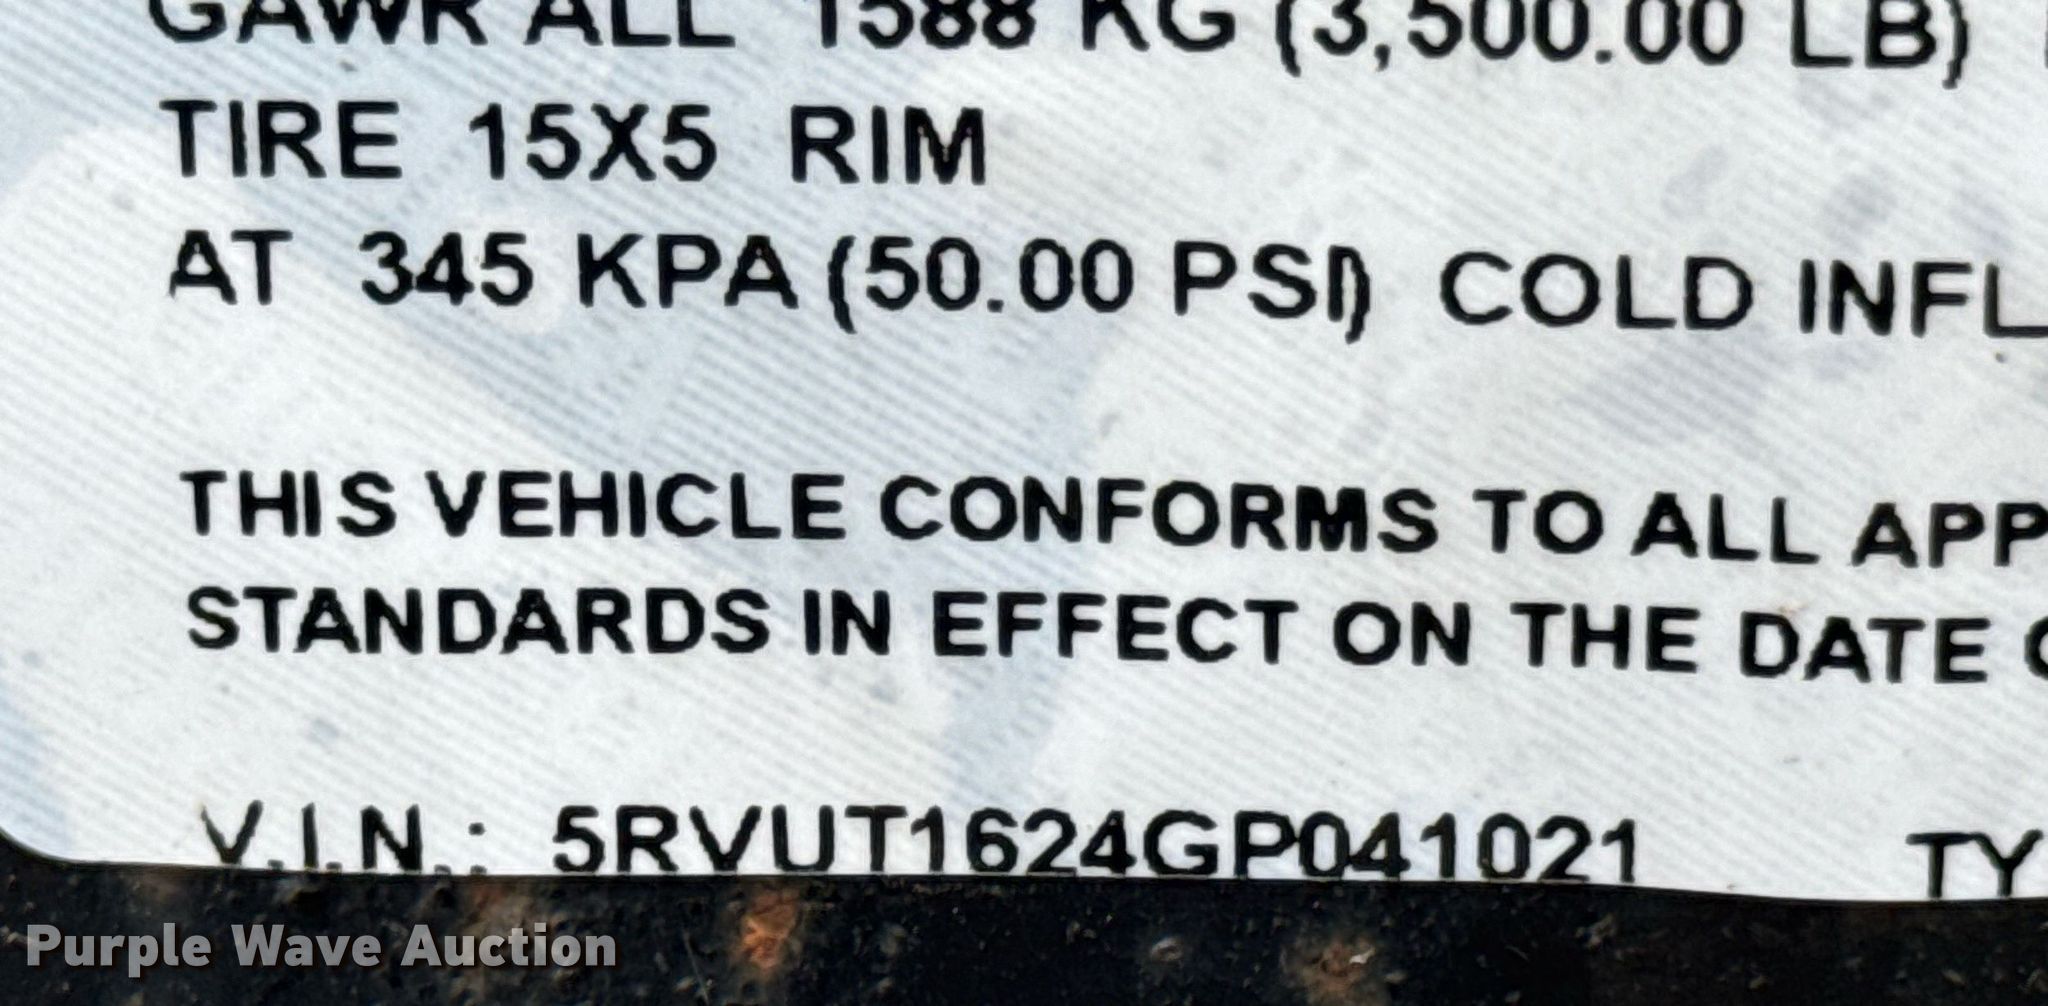 GAWR ALL 1588 KG (3,500.00 LB)
TIRE 15X5 RIM
AT 345 KPA (50.00 PSI) COLD INFL
THIS VEHICLE CONFORMS TO ALL APP
STANDARDS IN EFFECT ON THE DATE O
V.I.N.: 5RVUT1624GP041021 TY
Purple Wave Auction